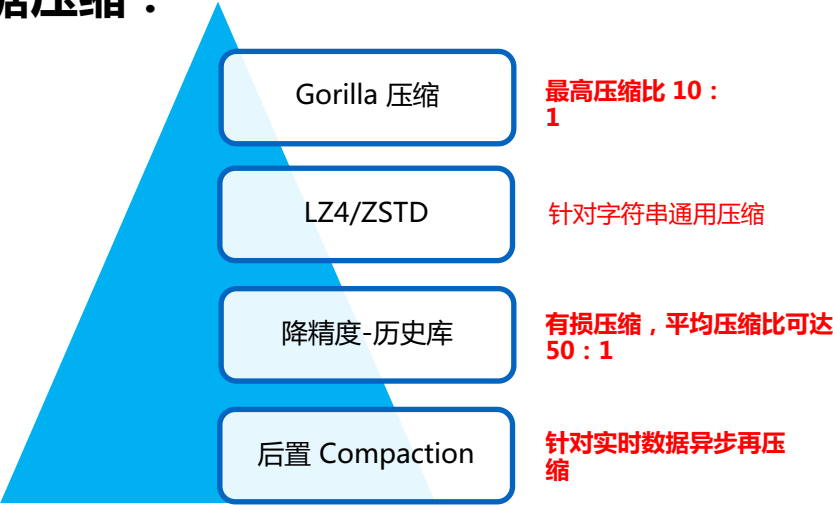 据压缩：
Gorilla 压缩
最高压缩比 10：
1
LZ4/ZSTD
针对字符串通用压缩
降精度-历史库
有损压缩，平均压缩比可达
50：1
后置 Compaction
针对实时数据异步再压
缩